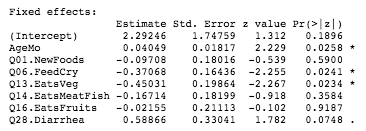 Fixed effects:
Estimate Std. Error z value Pr(>|z|)
(Intercept) 2.29246 1.74759 1.312 0.1896
AgeMo 0.04049 0.01817 2.229 0.0258 *
Q01.NewFoods -0.09708 0.18016 -0.539 0.5900
Q06.FeedCry -0.37068 0.16436 -2.255 0.0241 *
Q13.EatsVeg -0.45031 0.19864 -2.267 0.0234 *
Q14.EatsMeatFish -0.16714 0.18199 -0.918 0.3584
Q16.EatsFruits -0.02155 0.21113 -0.102 0.9187
Q28.Diarrhea 0.58866 0.33041 1.782 0.0748 .